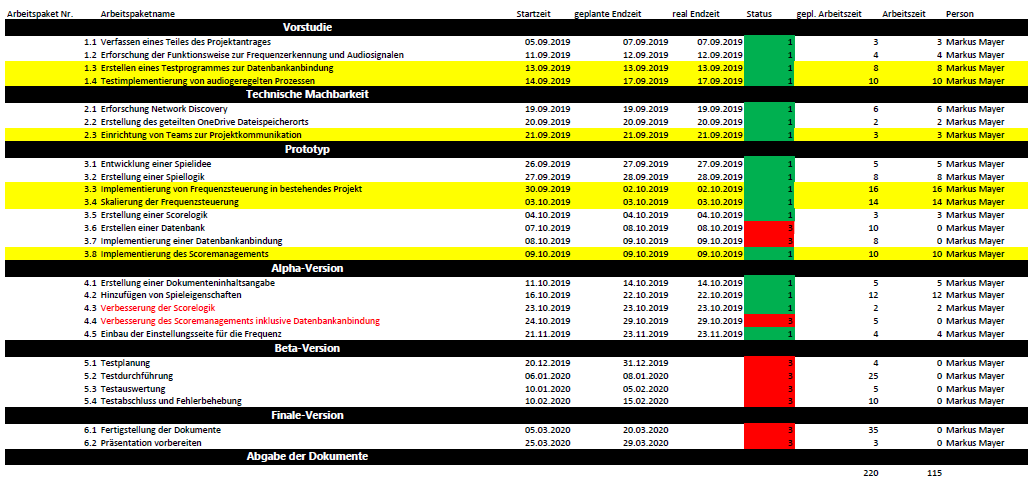 Arbeitspaket Nr. Arbeitspaketname Startzeit geplante Endzeit real Endzeit Status gepl. Arbeitszeit Arbeitszeit Person
Vorstudie
1.1 Verfassen eines Teiles des Projektantrages 05.09.2019 07.09.2019 07.09.2019 1 3 3 Markus Mayer
1.2 Erforschung der Funktionsweise zur Frequenzerkennung und Audiosignalen 11.09.2019 12.09.2019 12.09.2019 1 4 4 Markus Mayer
1.3 Erstellen eines Testprogrammes zur Datenbankanbindung 13.09.2019 13.09.2019 13.09.2019 1 8 8 Markus Mayer
1.4 Testimplementierung von audiogeregelten Prozessen 14.09.2019 17.09.2019 17.09.2019 1 10 10 Markus Mayer
Technische Machbarkeit
2.1 Erforschung Network Discovery 19.09.2019 19.09.2019 19.09.2019 1 6 6 Markus Mayer
2.2 Erstellung des geteilten OneDrive Dateispeicherorts 20.09.2019 20.09.2019 20.09.2019 1 2 2 Markus Mayer
2.3 Einrichtung von Teams zur Projektkommunikation 21.09.2019 21.09.2019 21.09.2019 1 3 3 Markus Mayer
Prototyp
3.1 Entwicklung einer Spielidee 26.09.2019 27.09.2019 27.09.2019 1 5 5 Markus Mayer
3.2 Erstellung einer Spiellogik 27.09.2019 28.09.2019 28.09.2019 1 8 8 Markus Mayer
3.3 Implementierung von Frequenzsteuerung in bestehendes Projekt 30.09.2019 02.10.2019 02.10.2019 1 16 16 Markus Mayer
3.4 Skalierung der Frequenzsteuerung 03.10.2019 03.10.2019 03.10.2019 1 14 14 Markus Mayer
3.5 Erstellung einer Scorelogik 04.10.2019 04.10.2019 04.10.2019 1 3 3 Markus Mayer
3.6 Erstellen einer Datenbank 07.10.2019 08.10.2019 08.10.2019 3 10 0 Markus Mayer
3.7 Implementierung einer Datenbankanbindung 08.10.2019 09.10.2019 09.10.2019 3 8 0 Markus Mayer
3.8 Implementierung des Scoremanagements 09.10.2019 09.10.2019 09.10.2019 1 10 10 Markus Mayer
Alpha-Version
4.1 Erstellung einer Dokumenteninhaltsangabe 11.10.2019 14.10.2019 14.10.2019 1 5 5 Markus Mayer
4.2 Hinzufügen von Spieleigenschaften 16.10.2019 22.10.2019 22.10.2019 1 12 12 Markus Mayer
4.3 Verbesserung der Scorelogik 23.10.2019 23.10.2019 23.10.2019 1 2 2 Markus Mayer
4.4 Verbesserung des Scoremanagements inklusive Datenbankanbindung 24.10.2019 29.10.2019 29.10.2019 3 5 0 Markus Mayer
4.5 Einbau der Einstellungsseite für die Frequenz 21.11.2019 23.11.2019 23.11.2019 1 4 4 Markus Mayer
Beta-Version
5.1 Testplanung 20.12.2019 31.12.2019 3 4 0 Markus Mayer
5.2 Testdurchführung 06.01.2020 08.01.2020 3 25 0 Markus Mayer
5.3 Testauswertung 10.01.2020 05.02.2020 3 5 0 Markus Mayer
5.4 Testabschluss und Fehlerbehebung 10.02.2020 15.02.2020 3 10 0 Markus Mayer
Finale-Version
6.1 Fertigstellung der Dokumente 05.03.2020 20.03.2020 3 35 0 Markus Mayer
6.2 Präsentation vorbereiten 25.03.2020 29.03.2020 3 3 0 Markus Mayer
Abgabe der Dokumente
220 115